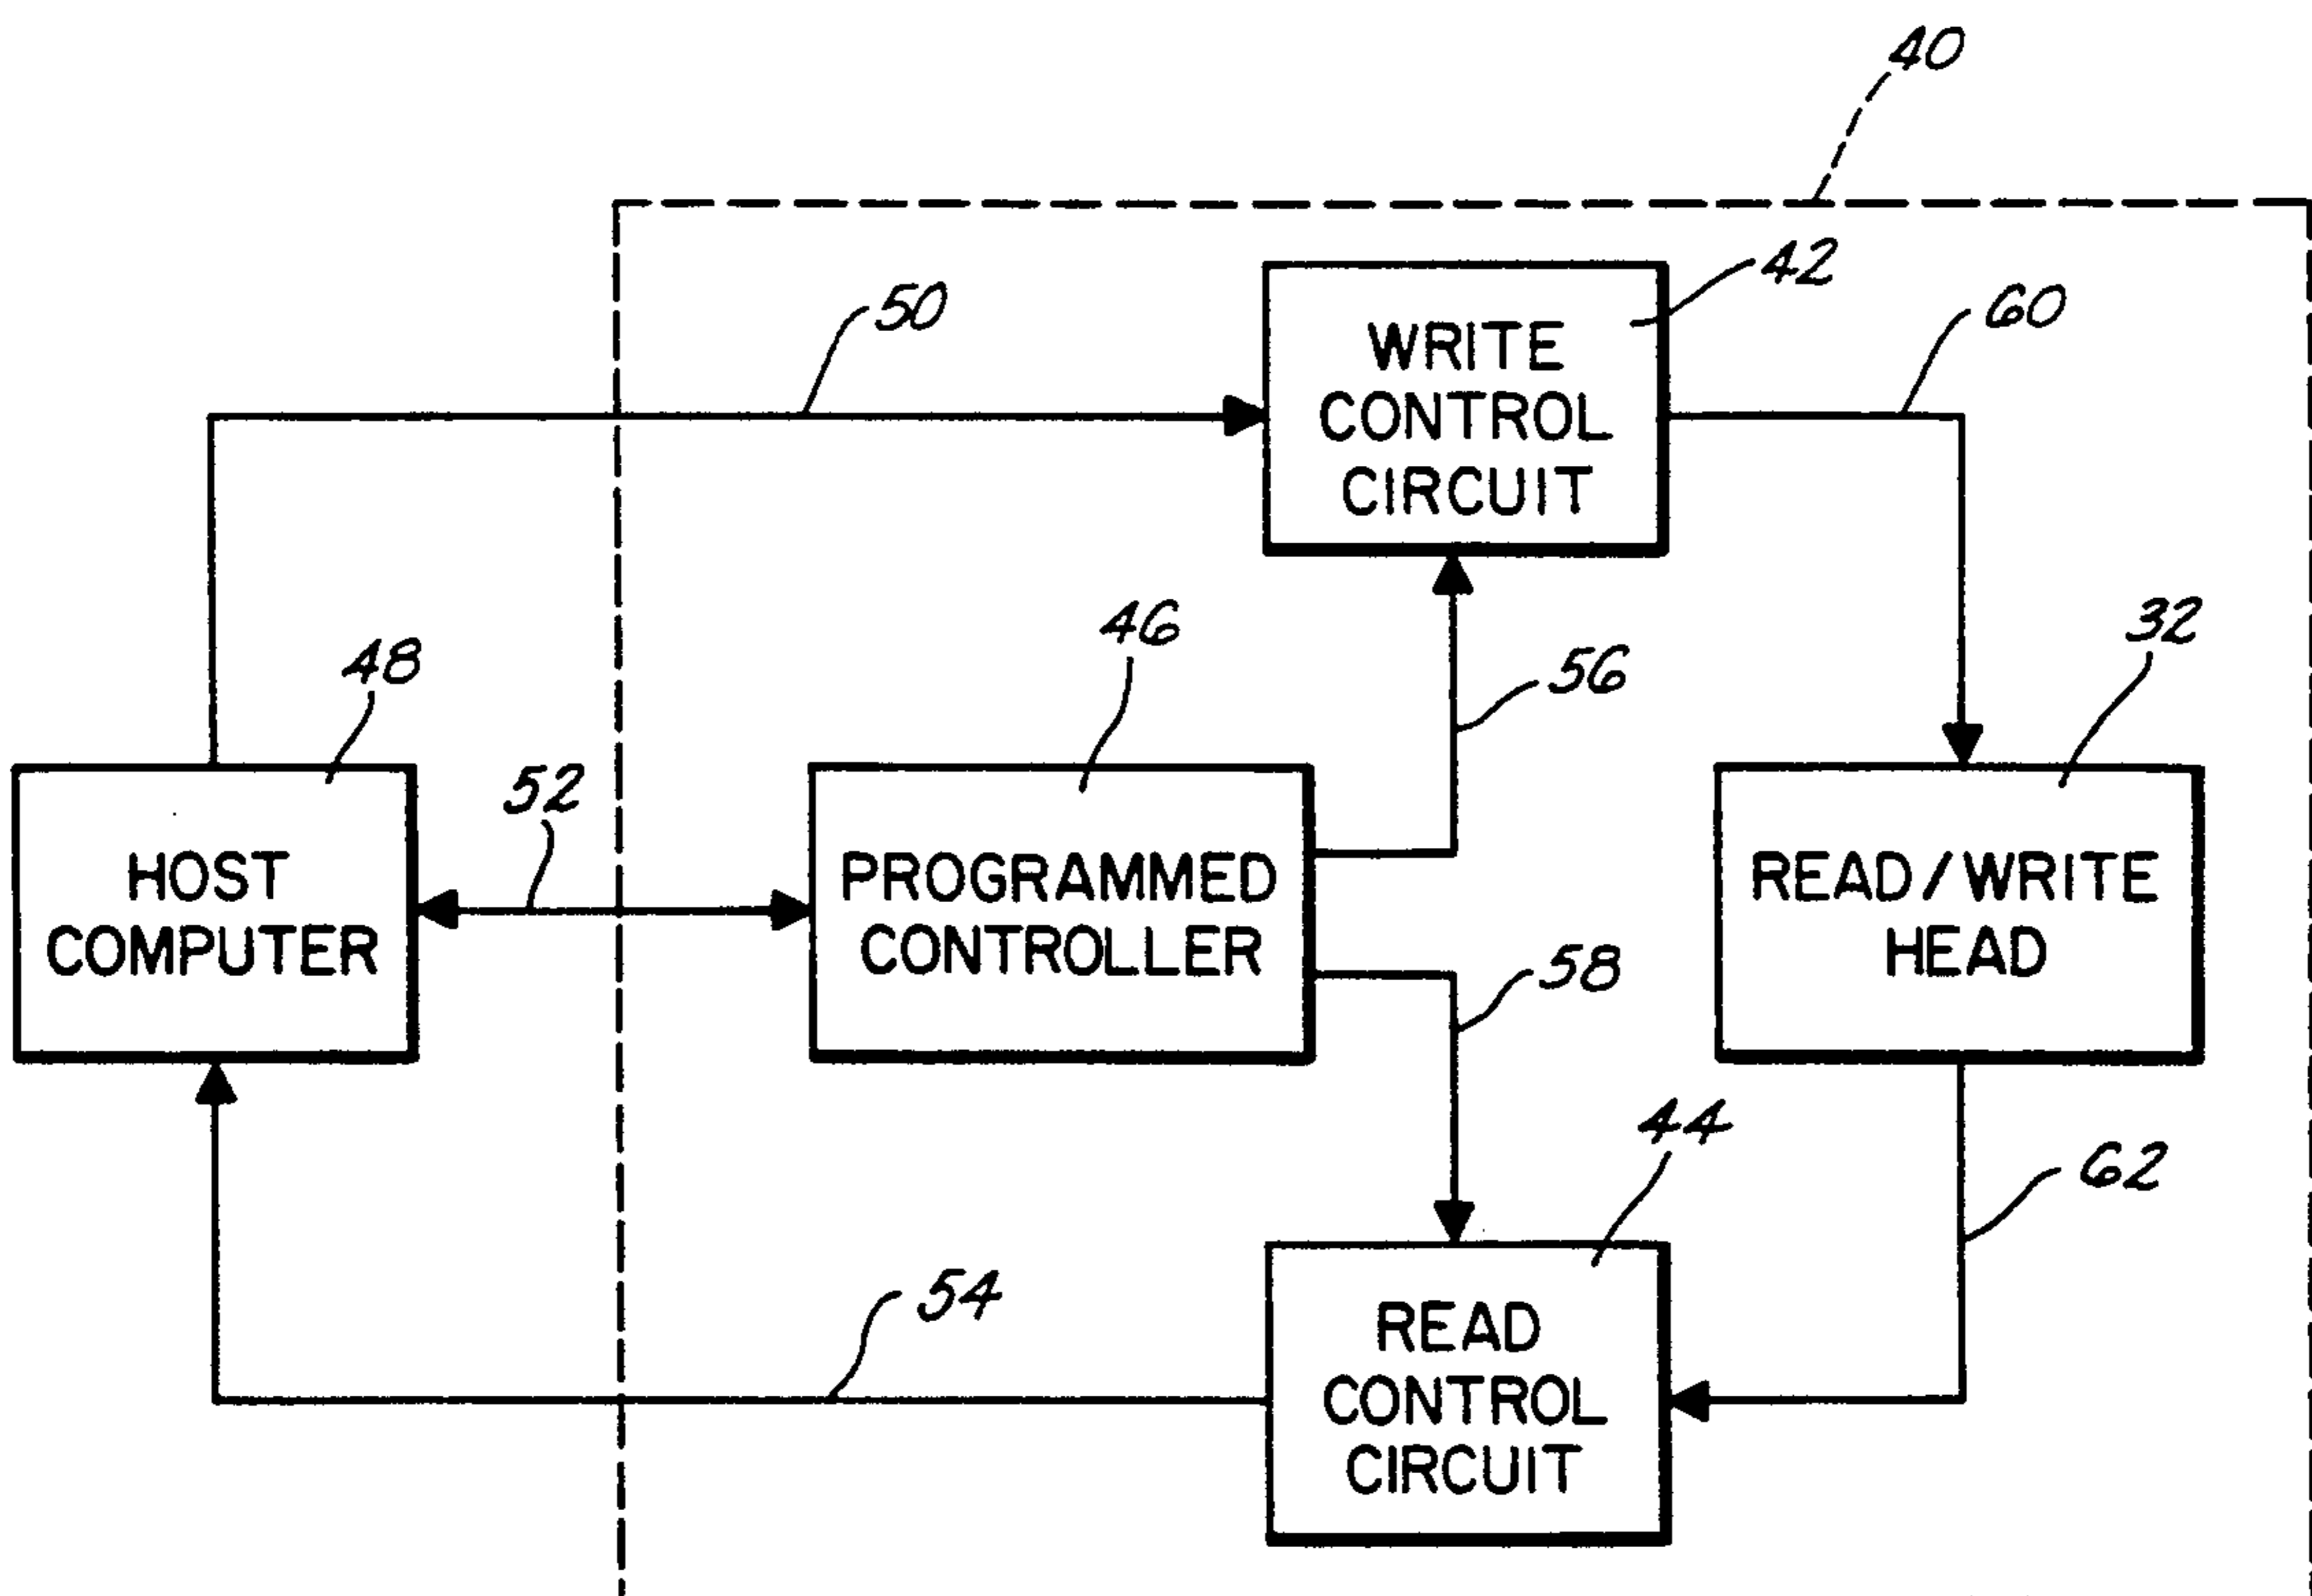 40
42
50
60
WRITE
CONTROL
CIRCUIT
46
32
48
56
52
HOST
COMPUTER
PROGRAMMED
CONTROLLER
READ/WRITE
HEAD
58
44
62
54
READ
CONTROL
CIRCUIT